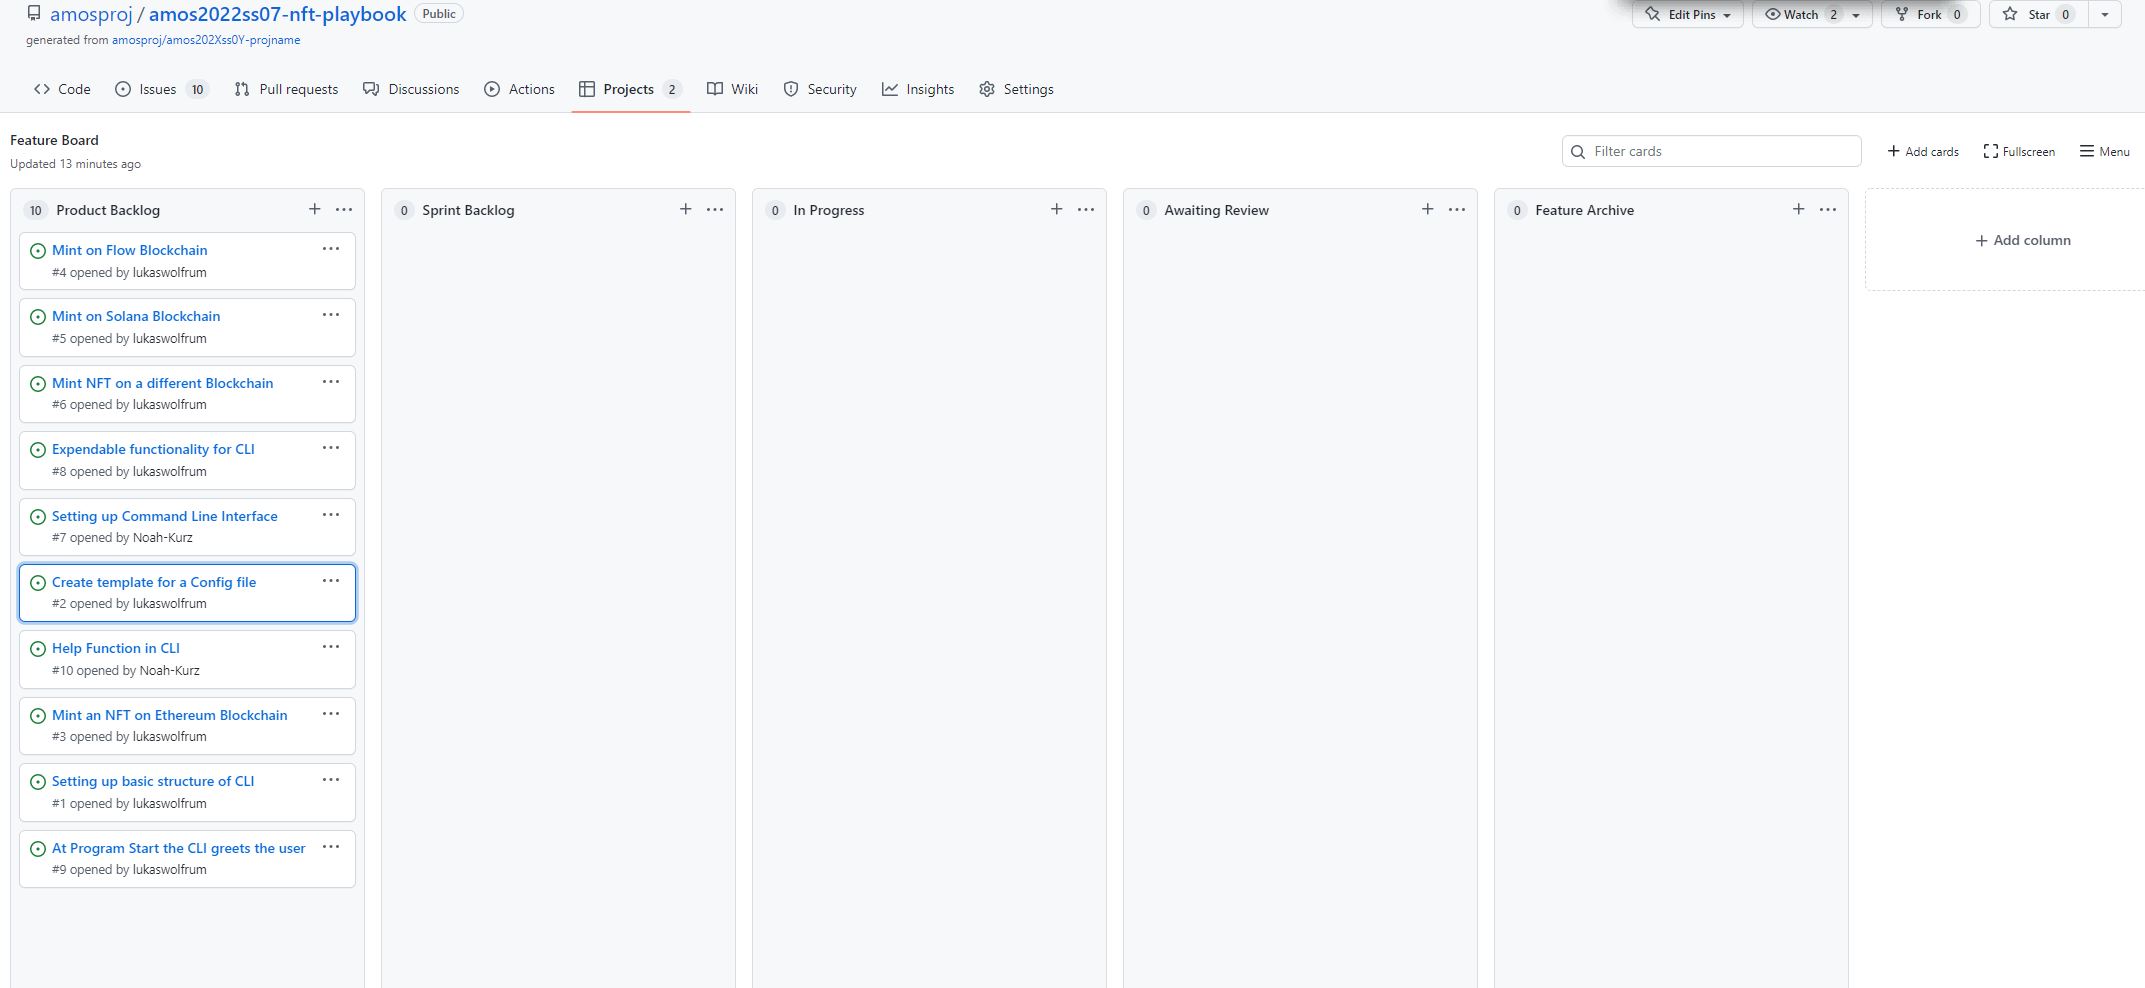 amosproj / amos2022ss07-nft-playbook Public
Edit Pins Watch 2 Fork 0 Star 0
generated from amosproj/amos202Xss0Y-projname
Code Issues 10 Pull requests Discussions Actions Projects 2 Wiki Security Insights Settings
Feature Board
Updated 13 minutes ago
Filter cards
Add cards Fullscreen Menu
10 Product Backlog
Mint on Flow Blockchain
#4 opened by lukaswolfrum
Mint on Solana Blockchain
#5 opened by lukaswolfrum
Mint NFT on a different Blockchain
#6 opened by lukaswolfrum
Expendable functionality for CLI
#8 opened by lukaswolfrum
Setting up Command Line Interface
#7 opened by Noah-Kurz
Create template for a Config file
#2 opened by lukaswolfrum
Help Function in CLI
#10 opened by Noah-Kurz
Mint an NFT on Ethereum Blockchain
#3 opened by lukaswolfrum
Setting up basic structure of CLI
#1 opened by lukaswolfrum
At Program Start the CLI greets the user
#9 opened by lukaswolfrum
0 Sprint Backlog
0 In Progress
0 Awaiting Review
0 Feature Archive
Add column